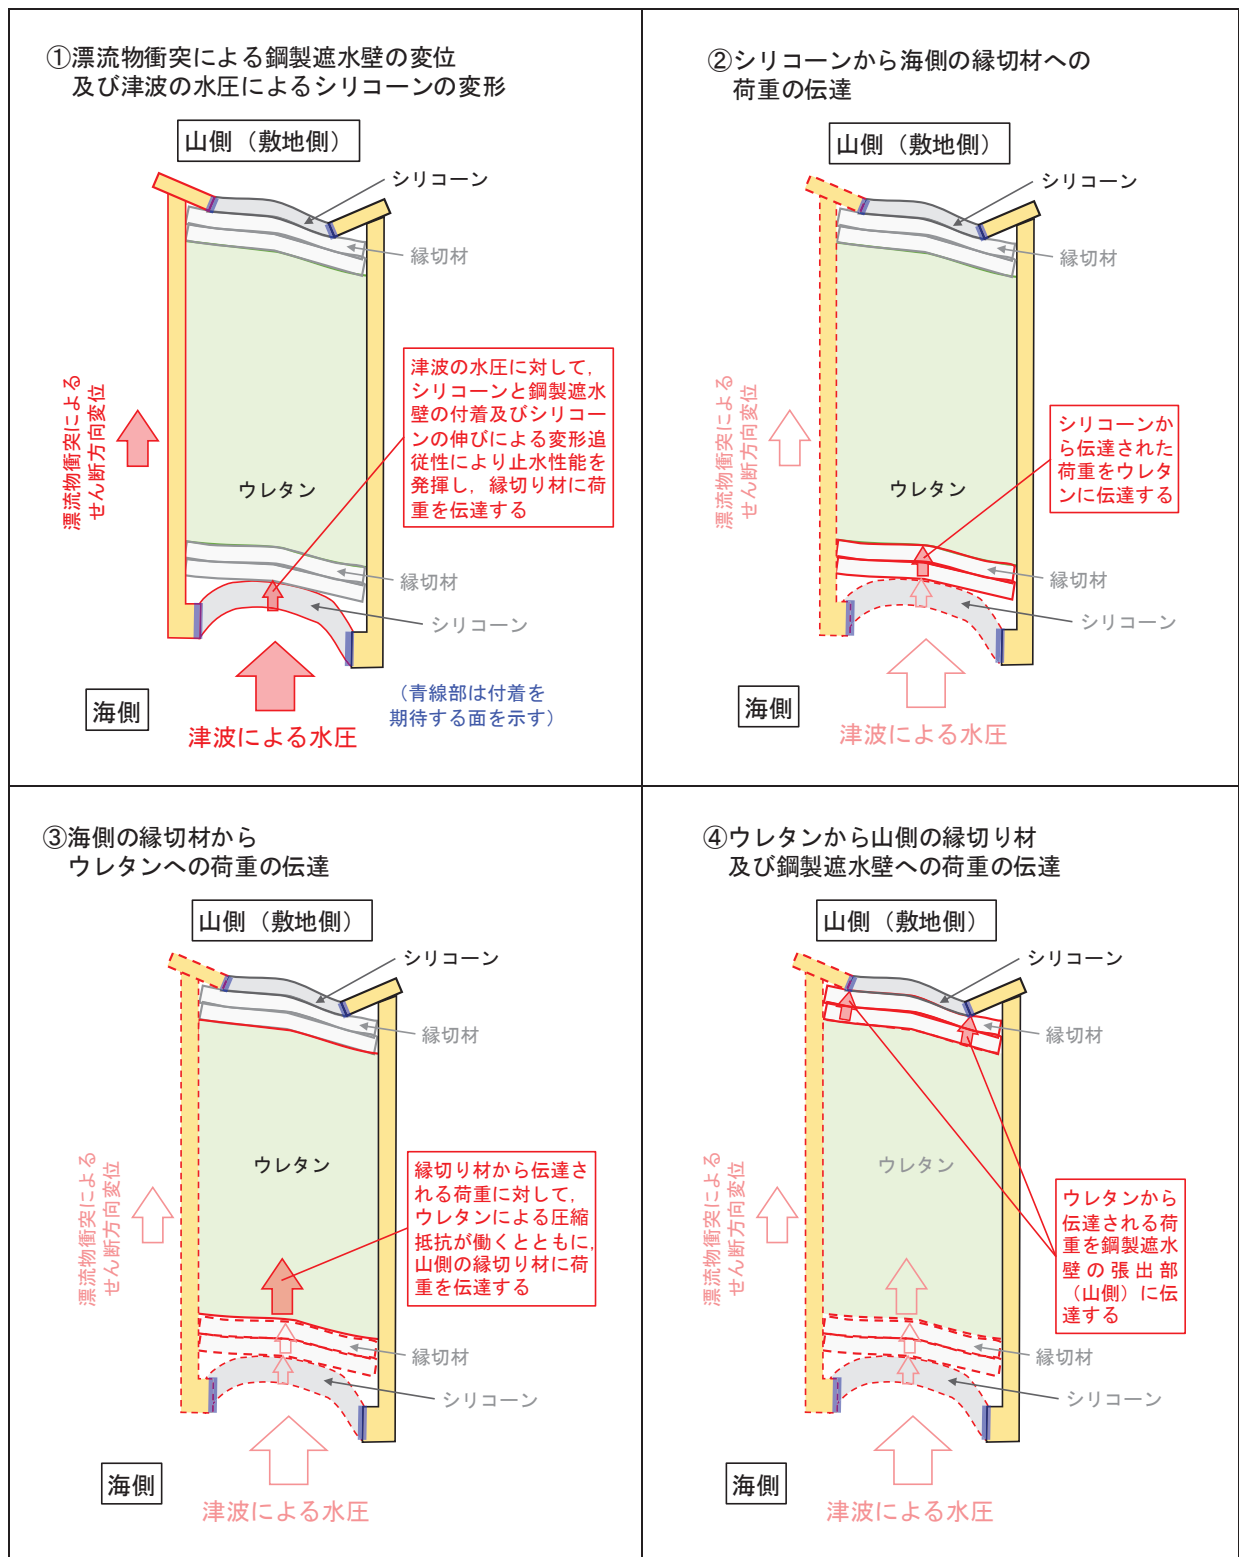 ①漂流物衝突による鋼製遮水壁の変位
及び津波の水圧によるシリコーンの変形
山側（敷地側）
シリコーン
縁切材
漂流物衝突による
せん断方向変位
津波の水圧に対して，
シリコーンと鋼製遮水
壁の付着及びシリコー
ンの伸びによる変形追
従性により止水性能を
発揮し，縁切り材に荷
重を伝達する
ウレタン
縁切材
シリコーン
海側
（青線部は付着を
期待する面を示す）
津波による水圧
②シリコーンから海側の縁切材への
荷重の伝達
山側（敷地側）
シリコーン
縁切材
漂流物衝突による
せん断方向変位
シリコーンか
ら伝達された
荷重をウレタ
ンに伝達する
ウレタン
縁切材
シリコーン
海側
津波による水圧
③海側の縁切材から
ウレタンへの荷重の伝達
山側（敷地側）
シリコーン
縁切材
漂流物衝突による
せん断方向変位
ウレタン
縁切り材から伝達さ
れる荷重に対して，
ウレタンによる圧縮
抵抗が働くとともに，
山側の縁切り材に荷
重を伝達する
縁切材
シリコーン
海側
津波による水圧
④ウレタンから山側の縁切り材
及び鋼製遮水壁への荷重の伝達
山側（敷地側）
シリコーン
縁切材
漂流物衝突による
せん断方向変位
ウレタン
ウレタンから
伝達される荷
重を鋼製遮水
壁の張出部
（山側）に伝
達する
縁切材
シリコーン
海側
津波による水圧